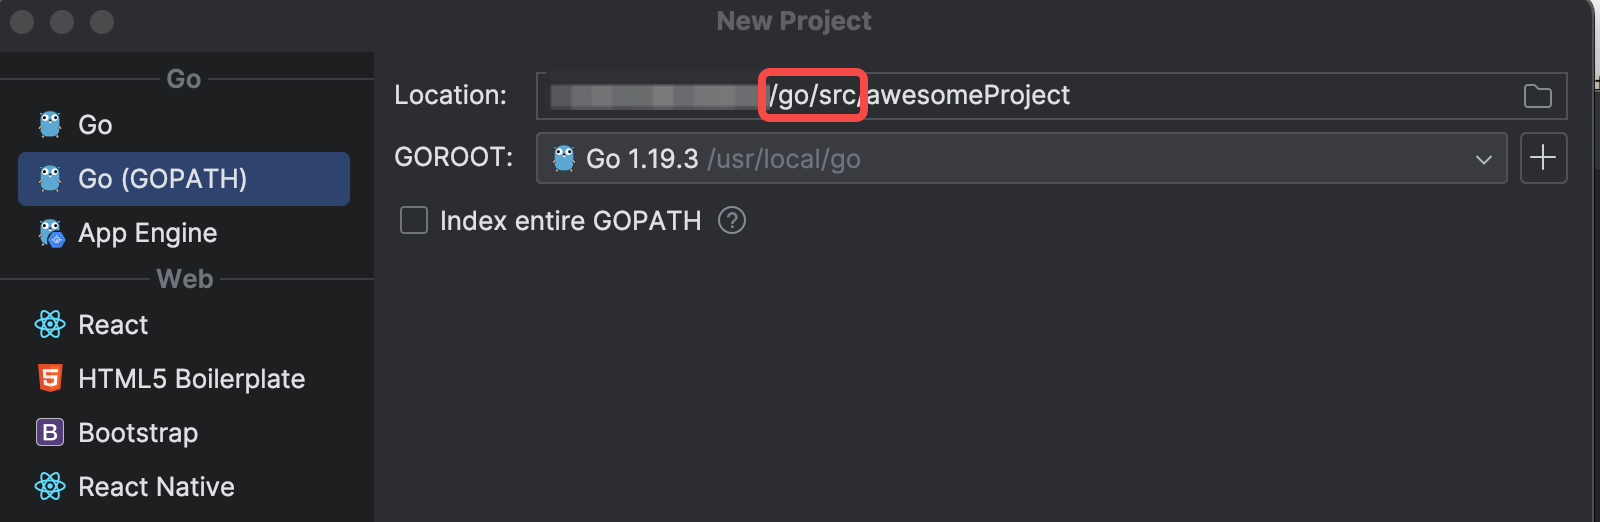 New Project
Go
Go
Go (GOPATH)
App Engine
Web
React
HTML5 Boilerplate
Bootstrap
React Native
Location: /go/src/awesomeProject
GOROOT: Go 1.19.3 /usr/local/go
Index entire GOPATH ?